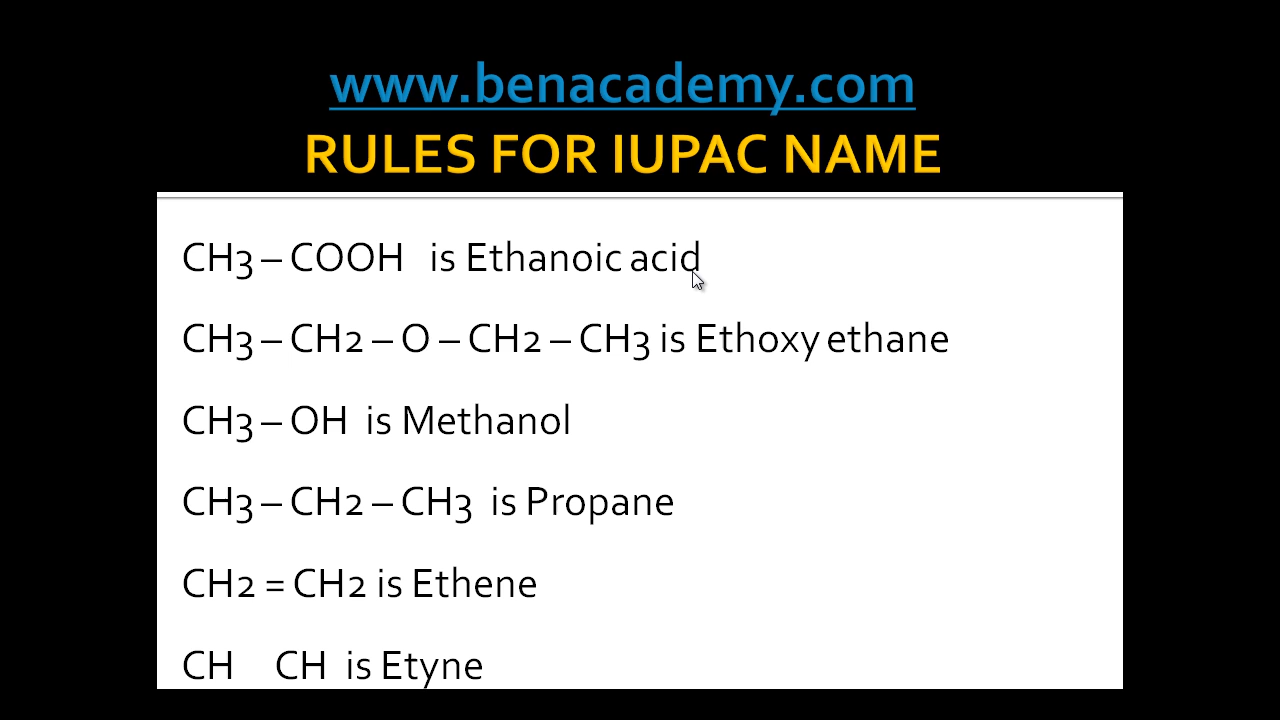 www.benacademy.com
RULES FOR IUPAC NAME
CH3 – COOH is Ethanoic acid
CH3 – CH2 – O – CH2 – CH3 is Ethoxy ethane
CH3 – OH is Methanol
CH3 – CH2 – CH3 is Propane
CH2 = CH2 is Ethene
CH CH is Etyne